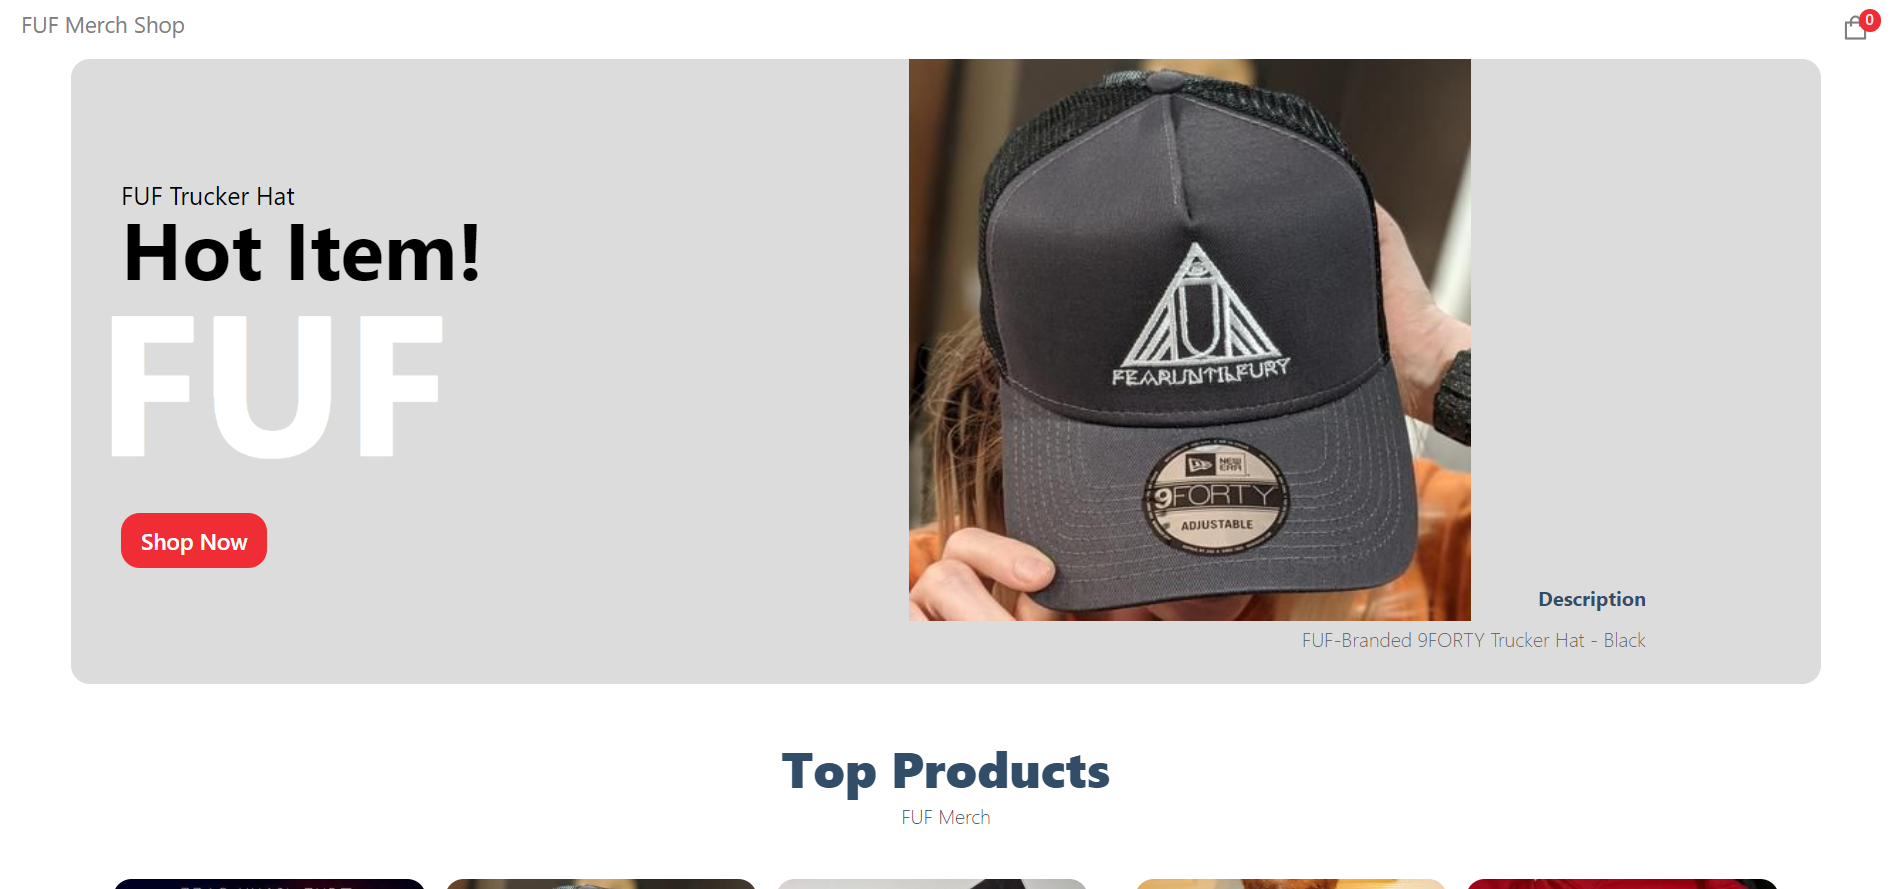 FUF Merch Shop
0
FUF Trucker Hat
Hot Item!
FUF
Shop Now
FEARUNTILFURY
NEW ERA
9FORTY
ADJUSTABLE
Description
FUF-Branded 9FORTY Trucker Hat - Black
Top Products
FUF Merch